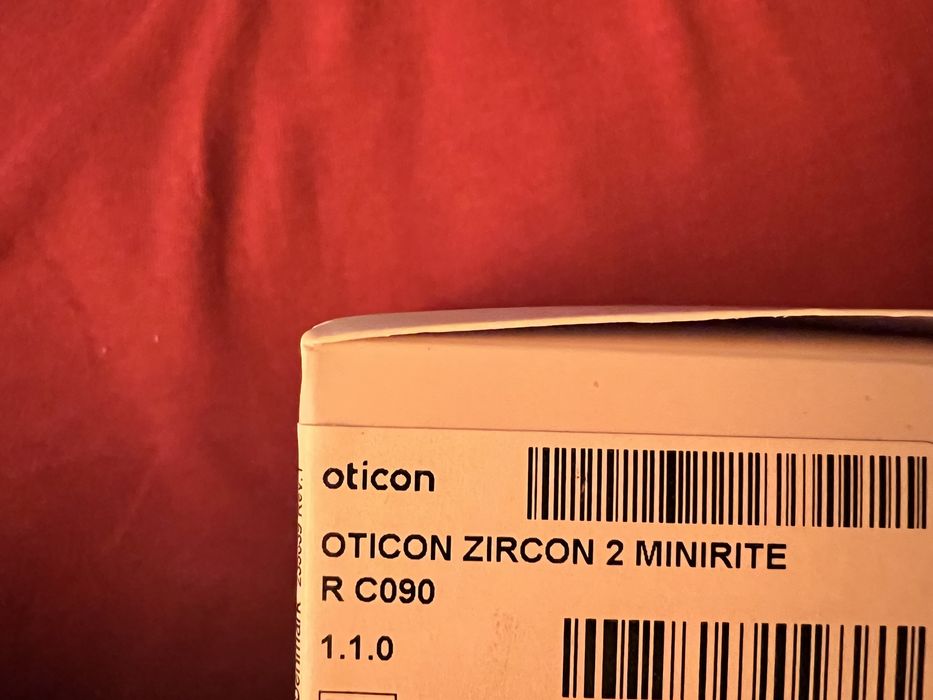 oticon
OTICON ZIRCON 2 MINIRITE
R C090
1.1.0